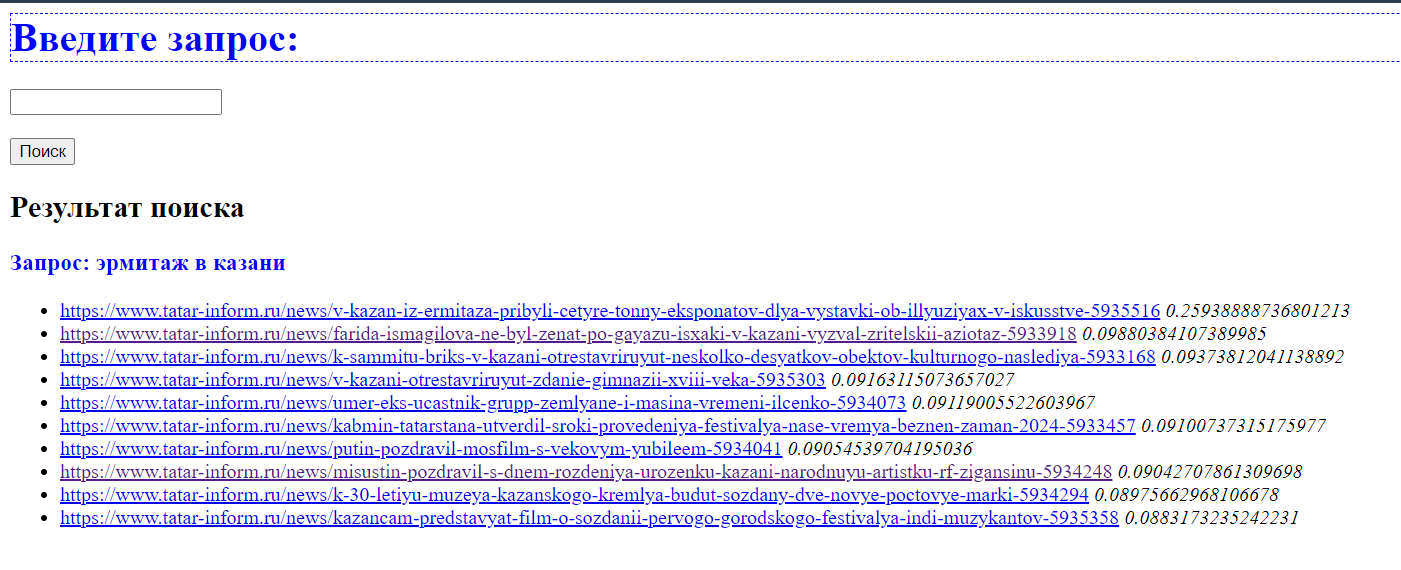 Введите запрос:
Поиск
Результат поиска
Запрос: эрмитаж в казани
https://www.tatar-inform.ru/news/v-kazan-iz-ermitaza-pribyli-cetyre-tonny-eksponatov-dlya-vystavki-ob-illyuziyax-v-iskusstve-5935516 0.25938888736801213
https://www.tatar-inform.ru/news/farida-ismagilova-ne-byl-zenat-po-gayazu-isxaki-v-kazani-vyzval-zritelskii-aziotaz-5933918 0.09880384107389985
https://www.tatar-inform.ru/news/k-sammitu-briks-v-kazani-otrestavriruyut-neskolko-desyatkov-obektov-kulturnogo-naslediya-5933168 0.09373812041138892
https://www.tatar-inform.ru/news/v-kazani-otrestavriruyut-zdanie-gimnazii-xviii-veka-5935303 0.09163115073657027
https://www.tatar-inform.ru/news/umer-eks-ucastnik-grupp-zemlyane-i-masina-vremeni-ilcenko-5934073 0.09119005522603967
https://www.tatar-inform.ru/news/kabmin-tatarstana-utverdil-sroki-provedeniya-festivalya-nase-vremya-beznen-zaman-2024-5933457 0.09100737315175977
https://www.tatar-inform.ru/news/putin-pozdravil-mosfilm-s-vekovym-yubileem-5934041 0.09054539704195036
https://www.tatar-inform.ru/news/misustin-pozdravil-s-dnem-rozdeniya-urozenku-kazani-narodnuyu-artistku-rf-zigansinu-5934248 0.09042707861309698
https://www.tatar-inform.ru/news/k-30-letiyu-muzeya-kazanskogo-kremlya-budut-sozdany-dve-novye-poctovye-marki-5934294 0.08975662968106678
https://www.tatar-inform.ru/news/kazancam-predstavyat-film-o-sozdanii-pervogo-gorodskogo-festivalya-indi-muzykantov-5935358 0.0883173235242231